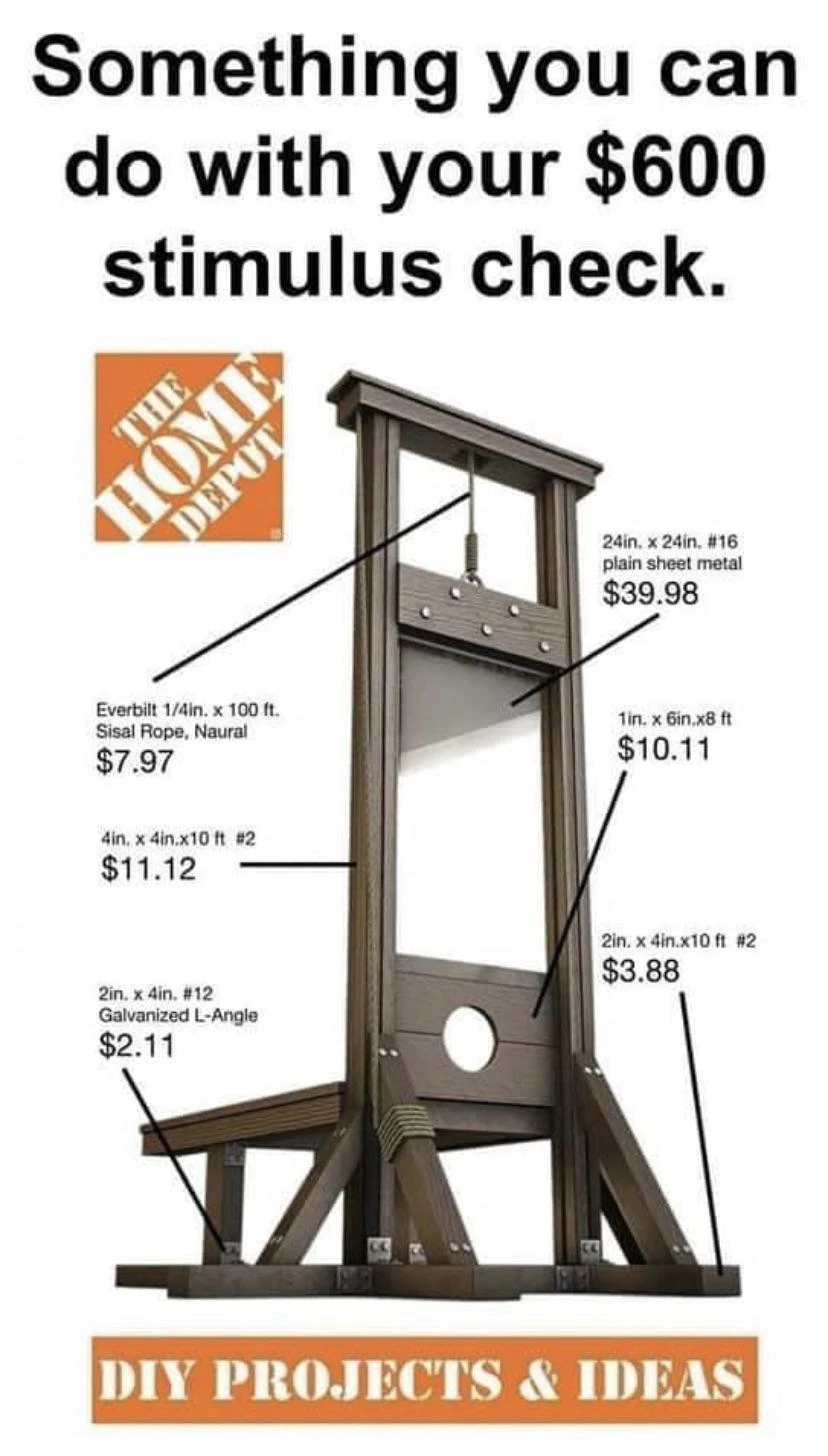 Something you can
do with your $600
stimulus check.
THE
HOME
DEPOT
24in. x 24in. #16
plain sheet metal
$39.98
Everbilt 1/4in. x 100 ft.
Sisal Rope, Naural
$7.97
1in. x 6in.x8 ft
$10.11
4in. x 4in.x10 ft #2
$11.12
2in. x 4in.x10 ft #2
$3.88
2in. x 4in. #12
Galvanized L-Angle
$2.11
DIY PROJECTS & IDEAS